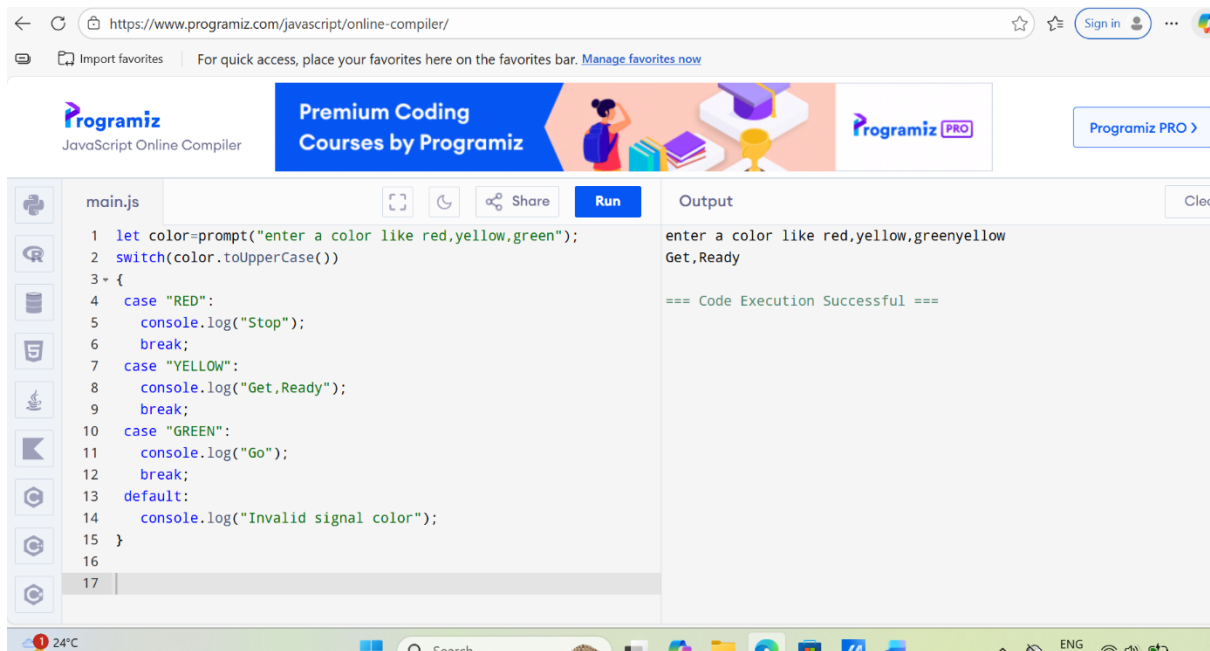 https://www.programiz.com/javascript/online-compiler/
Sign in
Import favorites
For quick access, place your favorites here on the favorites bar. Manage favorites now
Programiz
JavaScript Online Compiler
Premium Coding
Courses by Programiz
Programiz PRO
Programiz PRO >
main.js
Share
Run
Output
1 let color=prompt("enter a color like red,yellow,green");
2 switch(color.toUpperCase())
3 {
4 case "RED":
5 console.log("Stop");
6 break;
7 case "YELLOW":
8 console.log("Get,Ready");
9 break;
10 case "GREEN":
11 console.log("Go");
12 break;
13 default:
14 console.log("Invalid signal color");
15 }
16
17
enter a color like red,yellow,greenyellow
Get,Ready
=== Code Execution Successful ===
1
24°C
Search
ENG